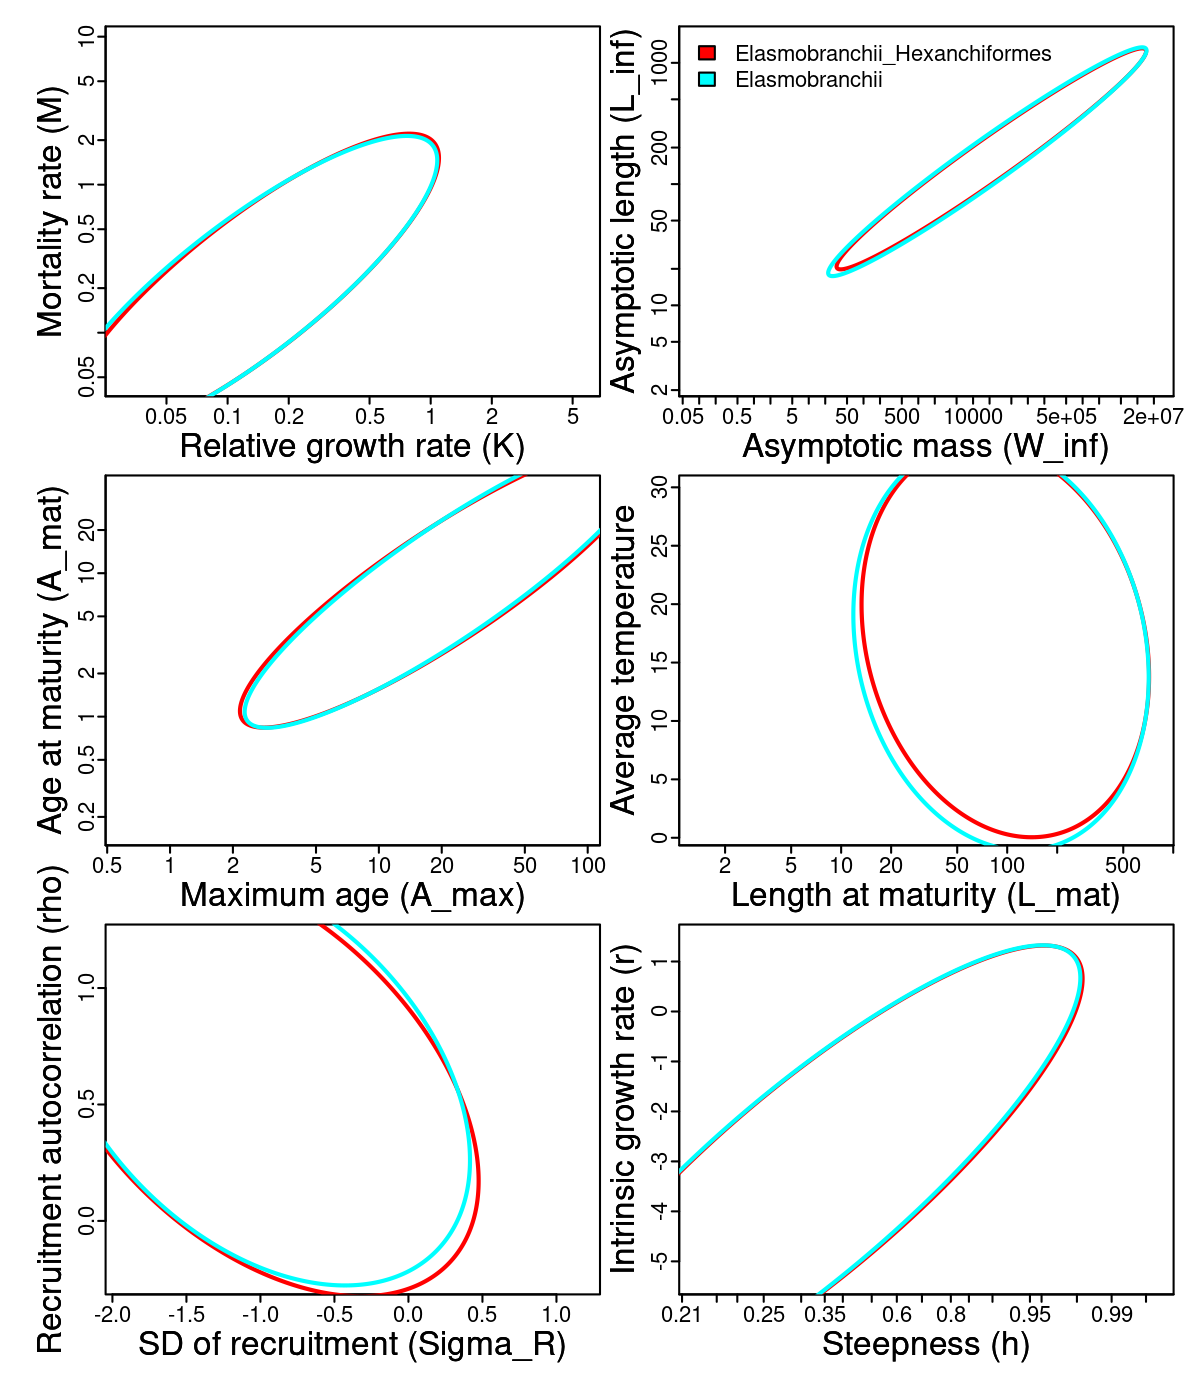 10
5
2
1
0.5
0.2
0.05
Mortality rate (M)
0.05 0.1 0.2 0.5 1 2 5
Relative growth rate (K)
Elasmobranchii_Hexanchiformes
Elasmobranchii
1000
200
50
10
5
2
Asymptotic length (L_inf)
0.05 0.5 5 50 500 10000 5e+05 2e+07
Asymptotic mass (W_inf)
20
10
5
2
1
0.5
0.2
Age at maturity (A_mat)
0.5 1 2 5 10 20 50 100
Maximum age (A_max)
30
25
20
15
10
5
0
Average temperature
2 5 10 20 50 100 500
Length at maturity (L_mat)
1.0
0.5
0.0
Recruitment autocorrelation (rho)
-2.0 -1.5 -1.0 -0.5 0.0 0.5 1.0
SD of recruitment (Sigma_R)
1
0
-1
-2
-3
-4
-5
Intrinsic growth rate (r)
0.21 0.25 0.35 0.6 0.8 0.95 0.99
Steepness (h)